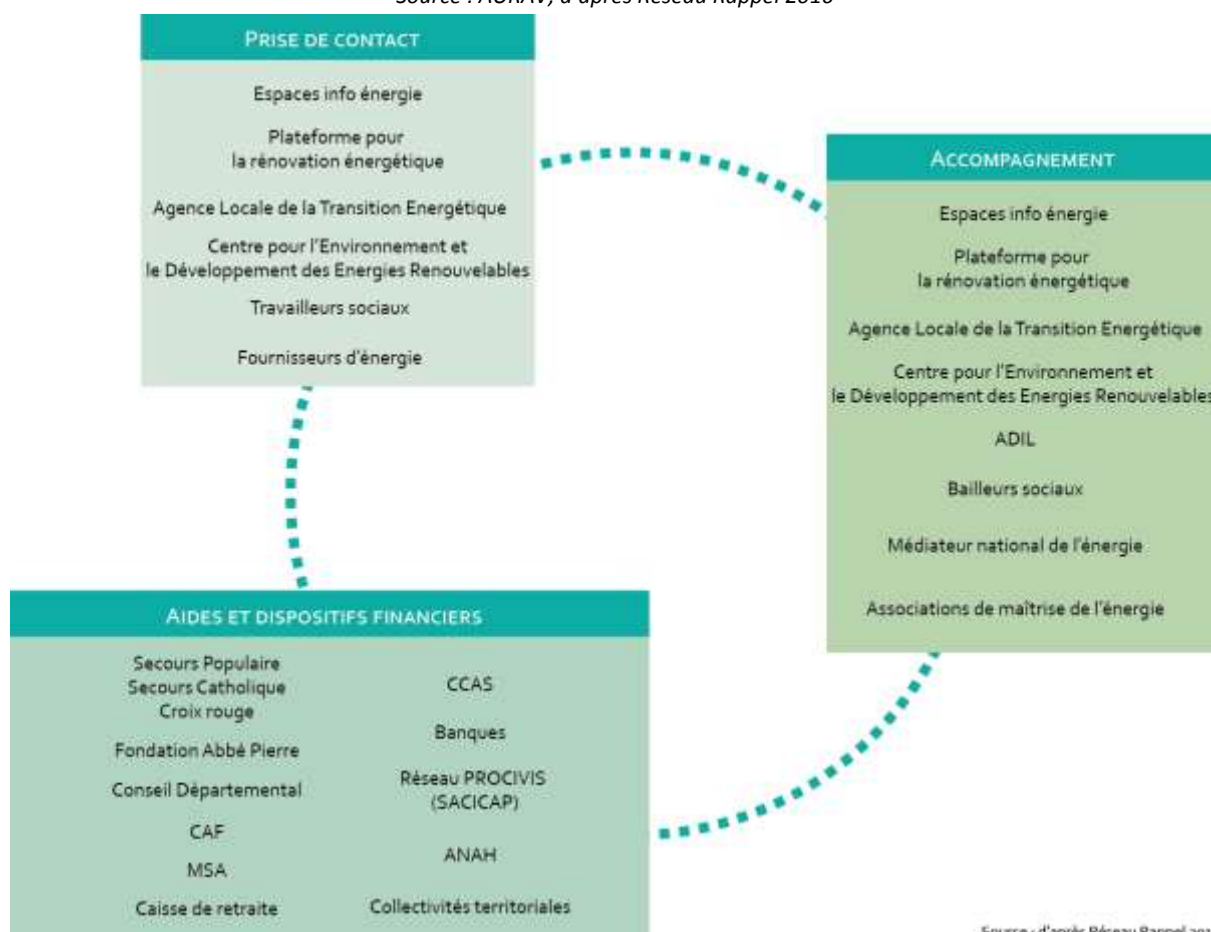 PRISE DE CONTACT
Espaces info énergie
Plateforme pour
la rénovation énergétique
Agence Locale de la Transition Energétique
Centre pour l'Environnement et
le Développement des Energies Renouvelables
Travailleurs sociaux
Fournisseurs d'énergie
ACCOMPAGNEMENT
Espaces info énergie
Plateforme pour
la rénovation énergétique
Agence Locale de la Transition Energétique
Centre pour l'Environnement et
le Développement des Energies Renouvelables
ADIL
Bailleurs sociaux
Médiateur national de l'énergie
Associations de maîtrise de l'énergie
AIDES ET DISPOSITIFS FINANCIERS
Secours Populaire
Secours Catholique
Croix rouge
Fondation Abbé Pierre
Conseil Départemental
CAF
MSA
Caisse de retraite
CCAS
Banques
Réseau PROCIVIS
(SACICAP)
ANAH
Collectivités territoriales